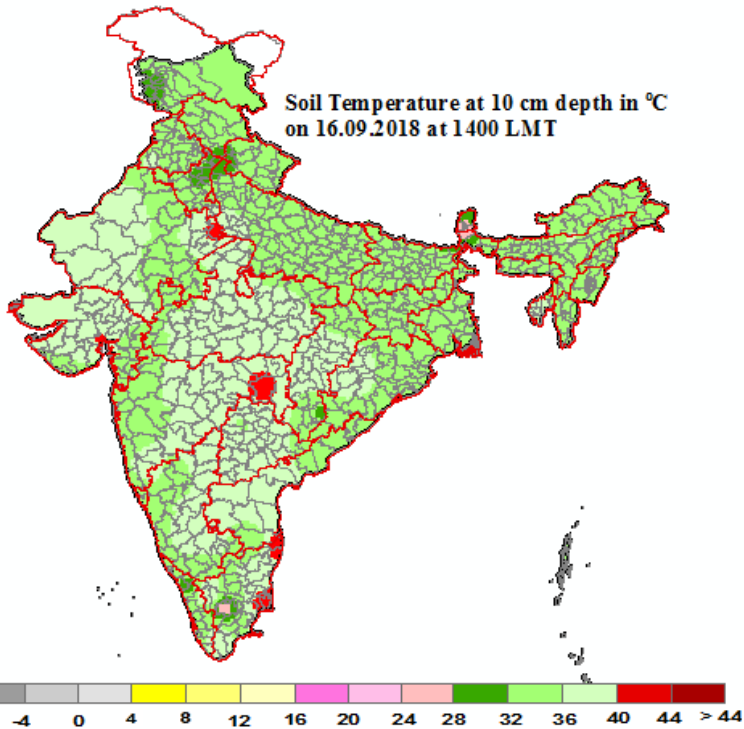 Soil Temperature at 10 cm depth in ⁰C
on 16.09.2018 at 1400 LMT
-4 0 4 8 12 16 20 24 28 32 36 40 44 > 44